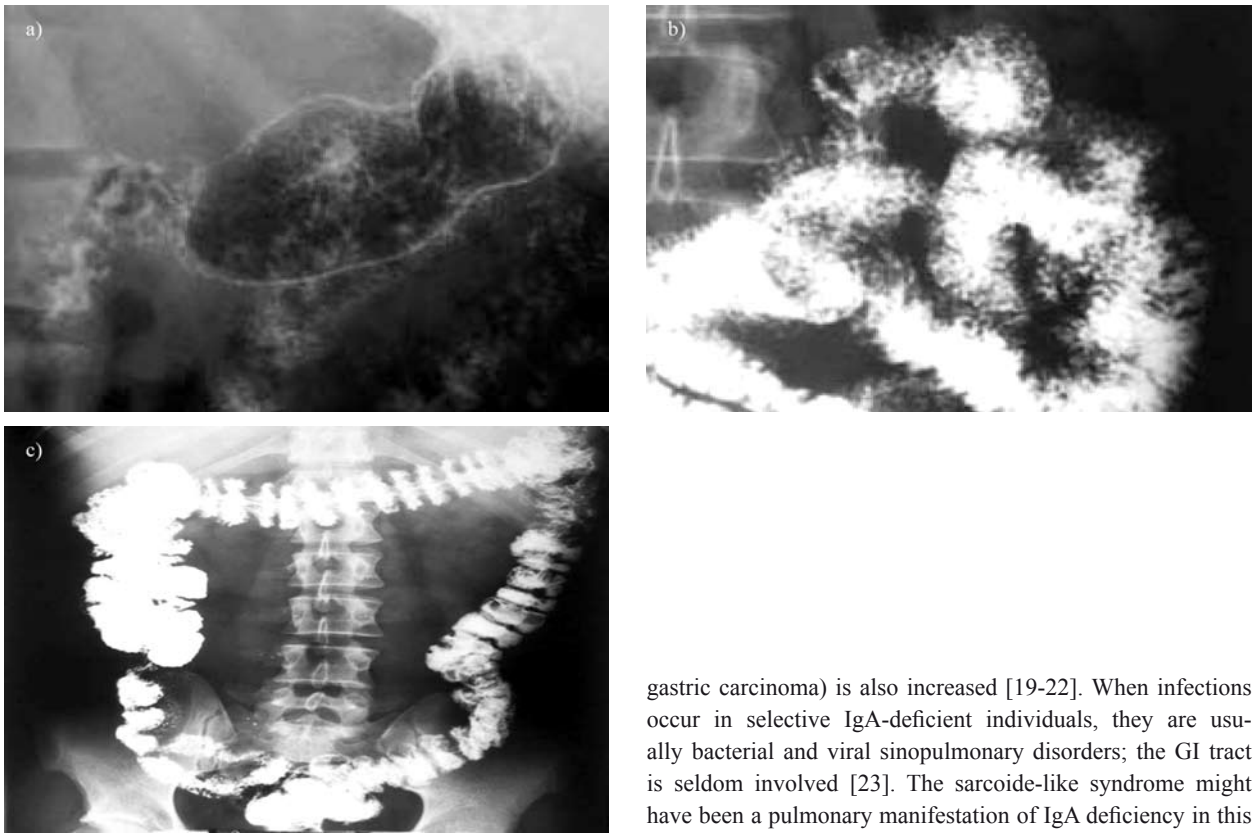 a)
b)
c)
gastric carcinoma) is also increased [19-22]. When infections
occur in selective IgA-deficient individuals, they are usu-
ally bacterial and viral sinopulmonary disorders; the GI tract
is seldom involved [23]. The sarcoide-like syndrome might
have been a pulmonary manifestation of IgA deficiency in this